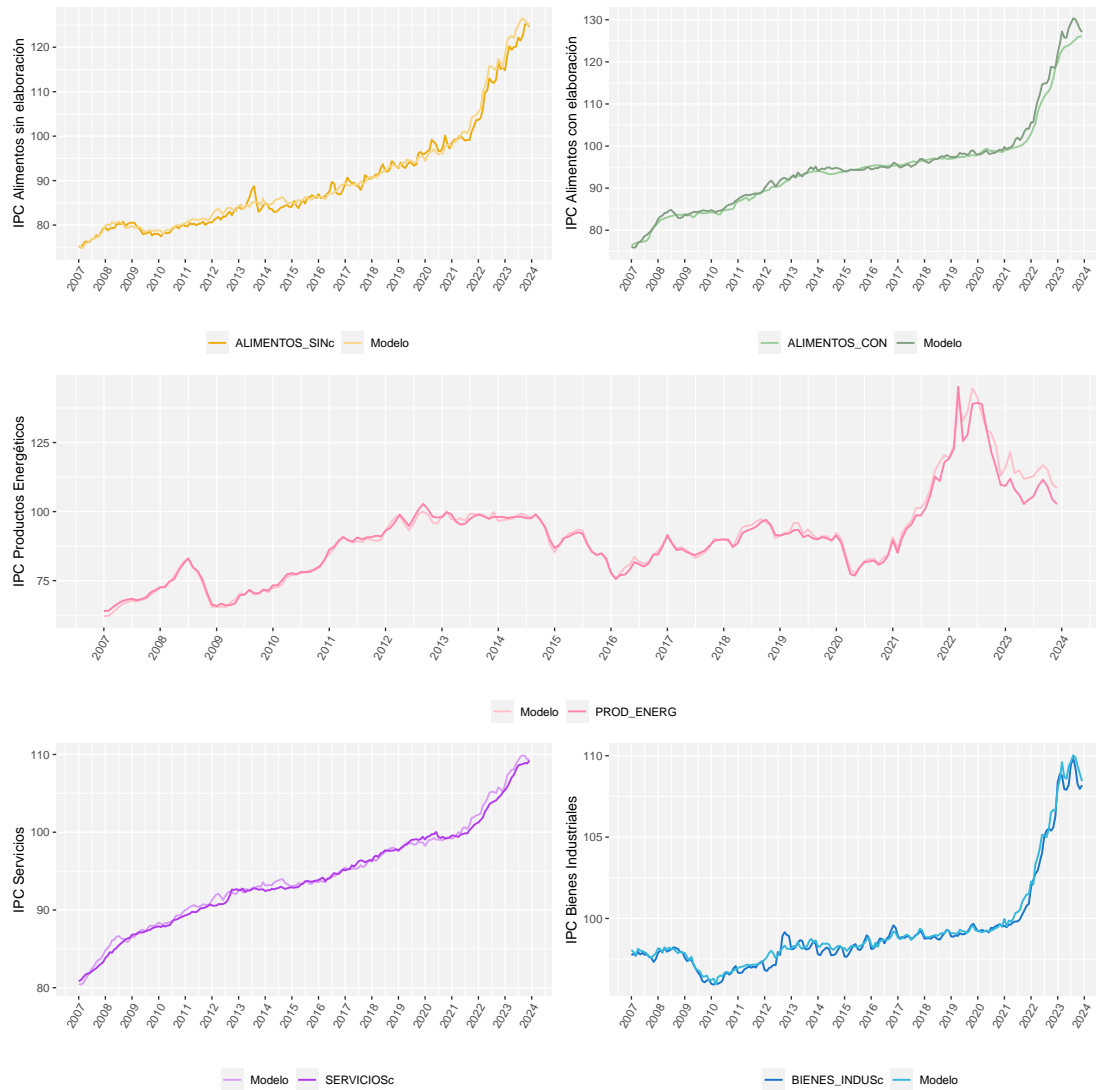 IPC Alimentos sin elaboración
120
110
100
90
80
2007 2008 2009 2010 2011 2012 2013 2014 2015 2016 2017 2018 2019 2020 2021 2022 2023 2024
ALIMENTOS_SINc Modelo
IPC Alimentos con elaboración
130
120
110
100
90
80
2007 2008 2009 2010 2011 2012 2013 2014 2015 2016 2017 2018 2019 2020 2021 2022 2023 2024
ALIMENTOS_CON Modelo
IPC Productos Energéticos
125
100
75
2007 2008 2009 2010 2011 2012 2013 2014 2015 2016 2017 2018 2019 2020 2021 2022 2023 2024
Modelo PROD_ENERG
IPC Servicios
110
100
90
80
2007 2008 2009 2010 2011 2012 2013 2014 2015 2016 2017 2018 2019 2020 2021 2022 2023 2024
Modelo SERVICIOSc
IPC Bienes Industriales
110
105
100
2007 2008 2009 2010 2011 2012 2013 2014 2015 2016 2017 2018 2019 2020 2021 2022 2023 2024
BIENES_INDUSc Modelo